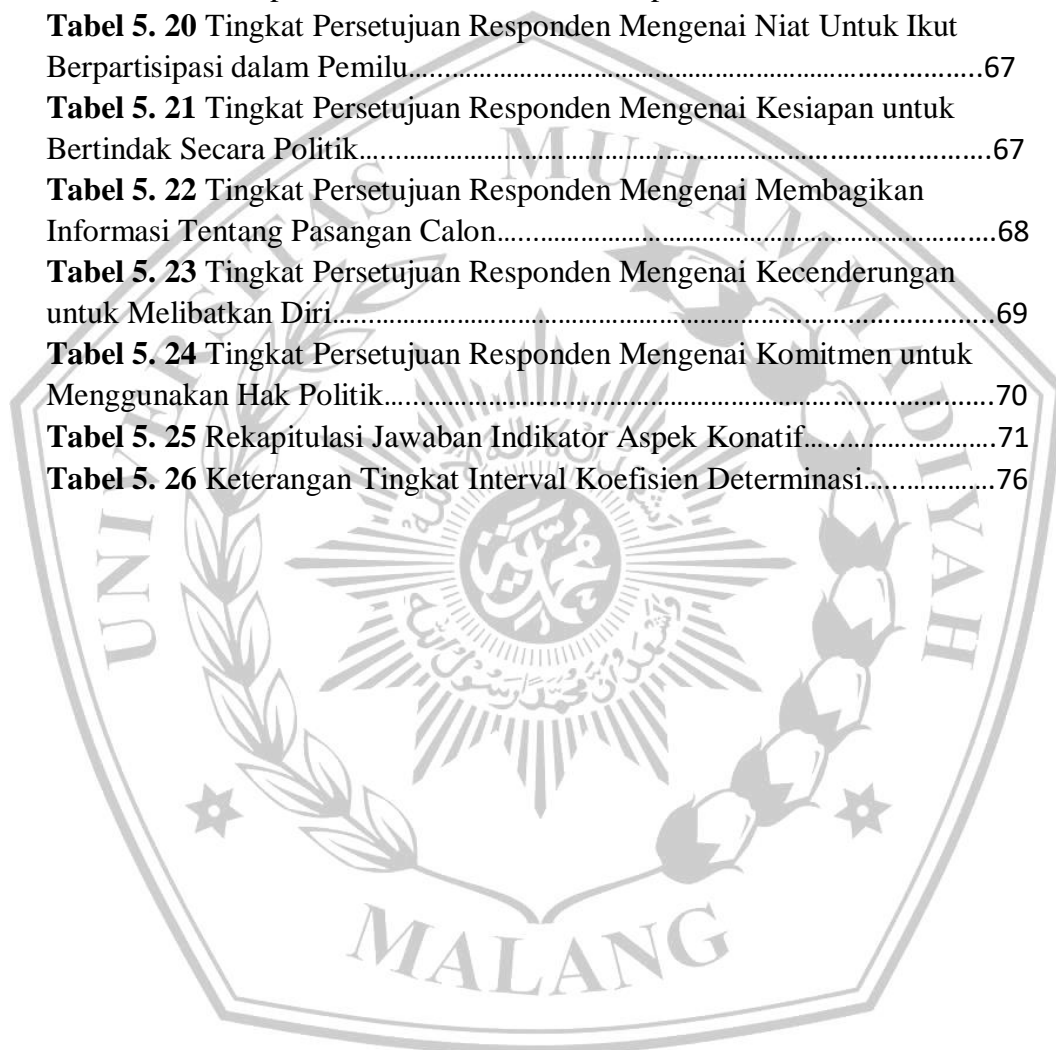 Tabel 5. 20 Tingkat Persetujuan Responden Mengenai Niat Untuk Ikut
Berpartisipasi dalam Pemilu....................................................................................67
Tabel 5. 21 Tingkat Persetujuan Responden Mengenai Kesiapan untuk
Bertindak Secara Politik..........................................................................................67
Tabel 5. 22 Tingkat Persetujuan Responden Mengenai Membagikan
Informasi Tentang Pasangan Calon........................................................................68
Tabel 5. 23 Tingkat Persetujuan Responden Mengenai Kecenderungan
untuk Melibatkan Diri..............................................................................................69
Tabel 5. 24 Tingkat Persetujuan Responden Mengenai Komitmen untuk
Menggunakan Hak Politik.......................................................................................70
Tabel 5. 25 Rekapitulasi Jawaban Indikator Aspek Konatif...........................71
Tabel 5. 26 Keterangan Tingkat Interval Koefisien Determinasi...................76
UNIVERSITAS MUHAMMADIYAH
MALANG